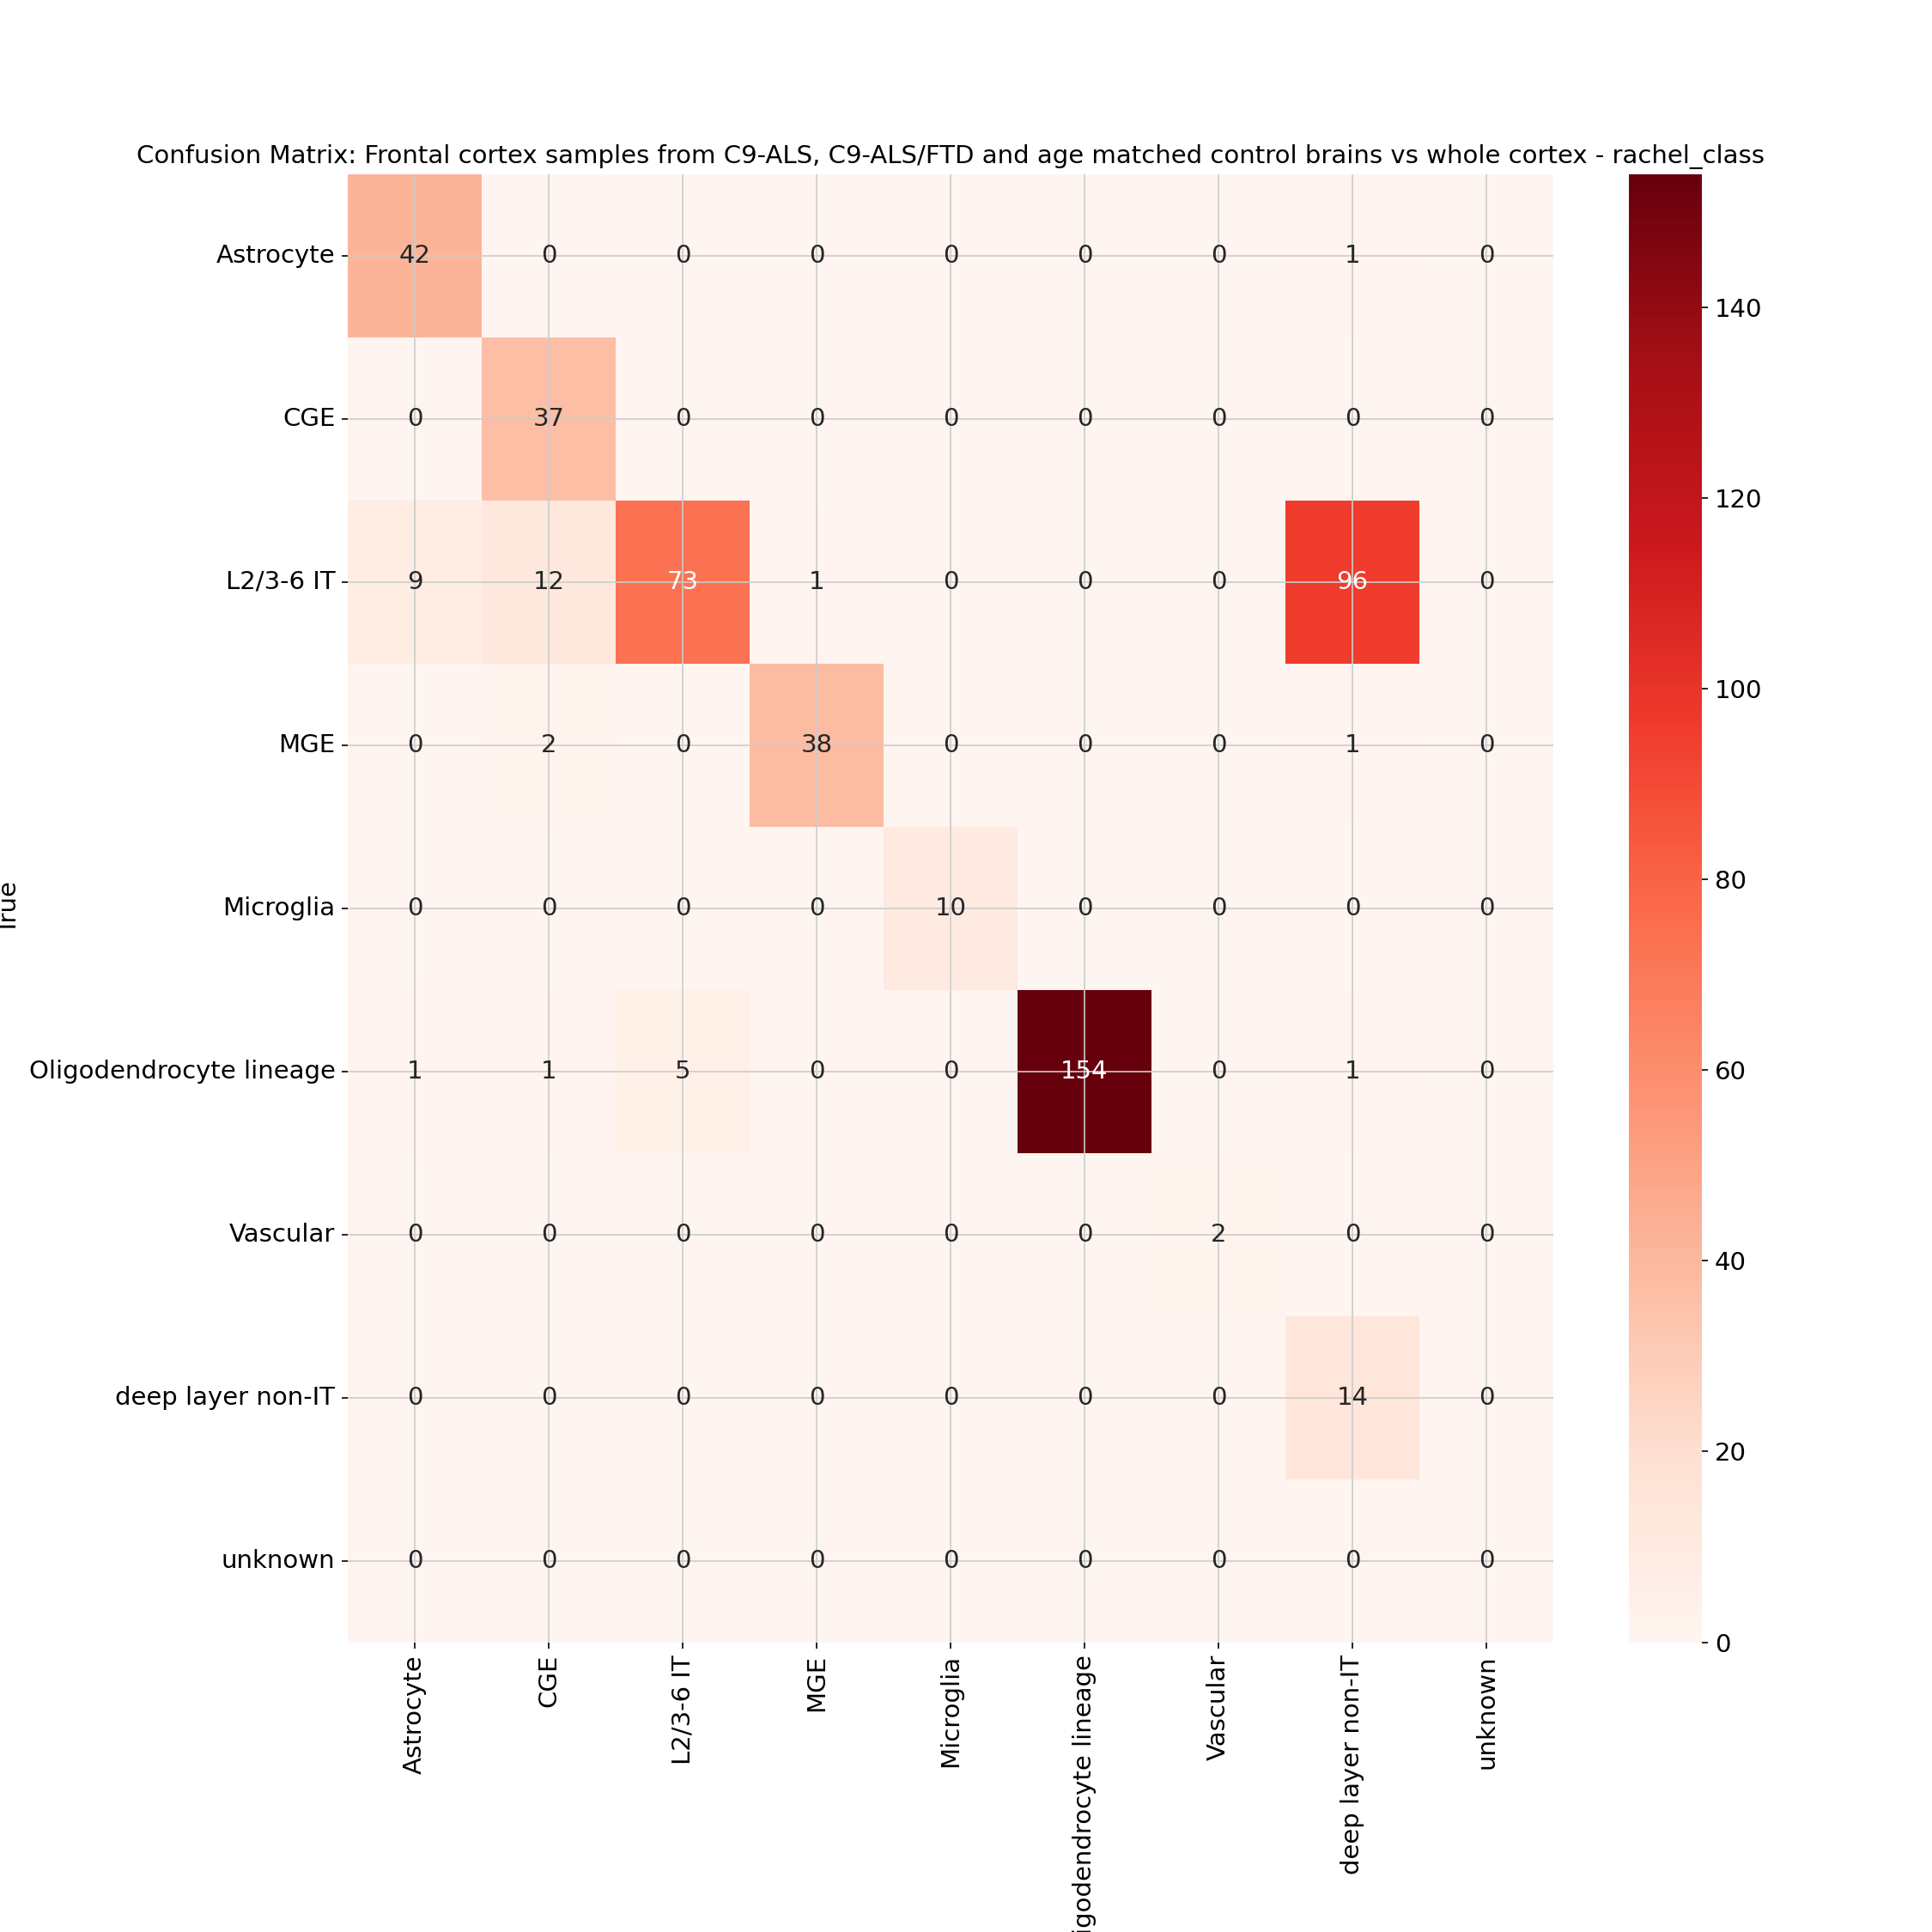 Confusion Matrix: Frontal cortex samples from C9-ALS, C9-ALS/FTD and age matched control brains vs whole cortex - rachel_class
Astrocyte 42 0 0 0 0 0 0 1 0
CGE 0 37 0 0 0 0 0 0 0
L2/3-6 IT 9 12 73 1 0 0 0 96 0
MGE 0 2 0 38 0 0 0 1 0
Microglia 0 0 0 0 10 0 0 0 0
Oligodendrocyte lineage 1 1 5 0 0 154 0 1 0
Vascular 0 0 0 0 0 0 2 0 0
deep layer non-IT 0 0 0 0 0 0 0 14 0
unknown 0 0 0 0 0 0 0 0 0
Astrocyte
CGE
L2/3-6 IT
MGE
Microglia
igodendrocyte lineage
Vascular
deep layer non-IT
unknown
140
120
100
80
60
40
20
0